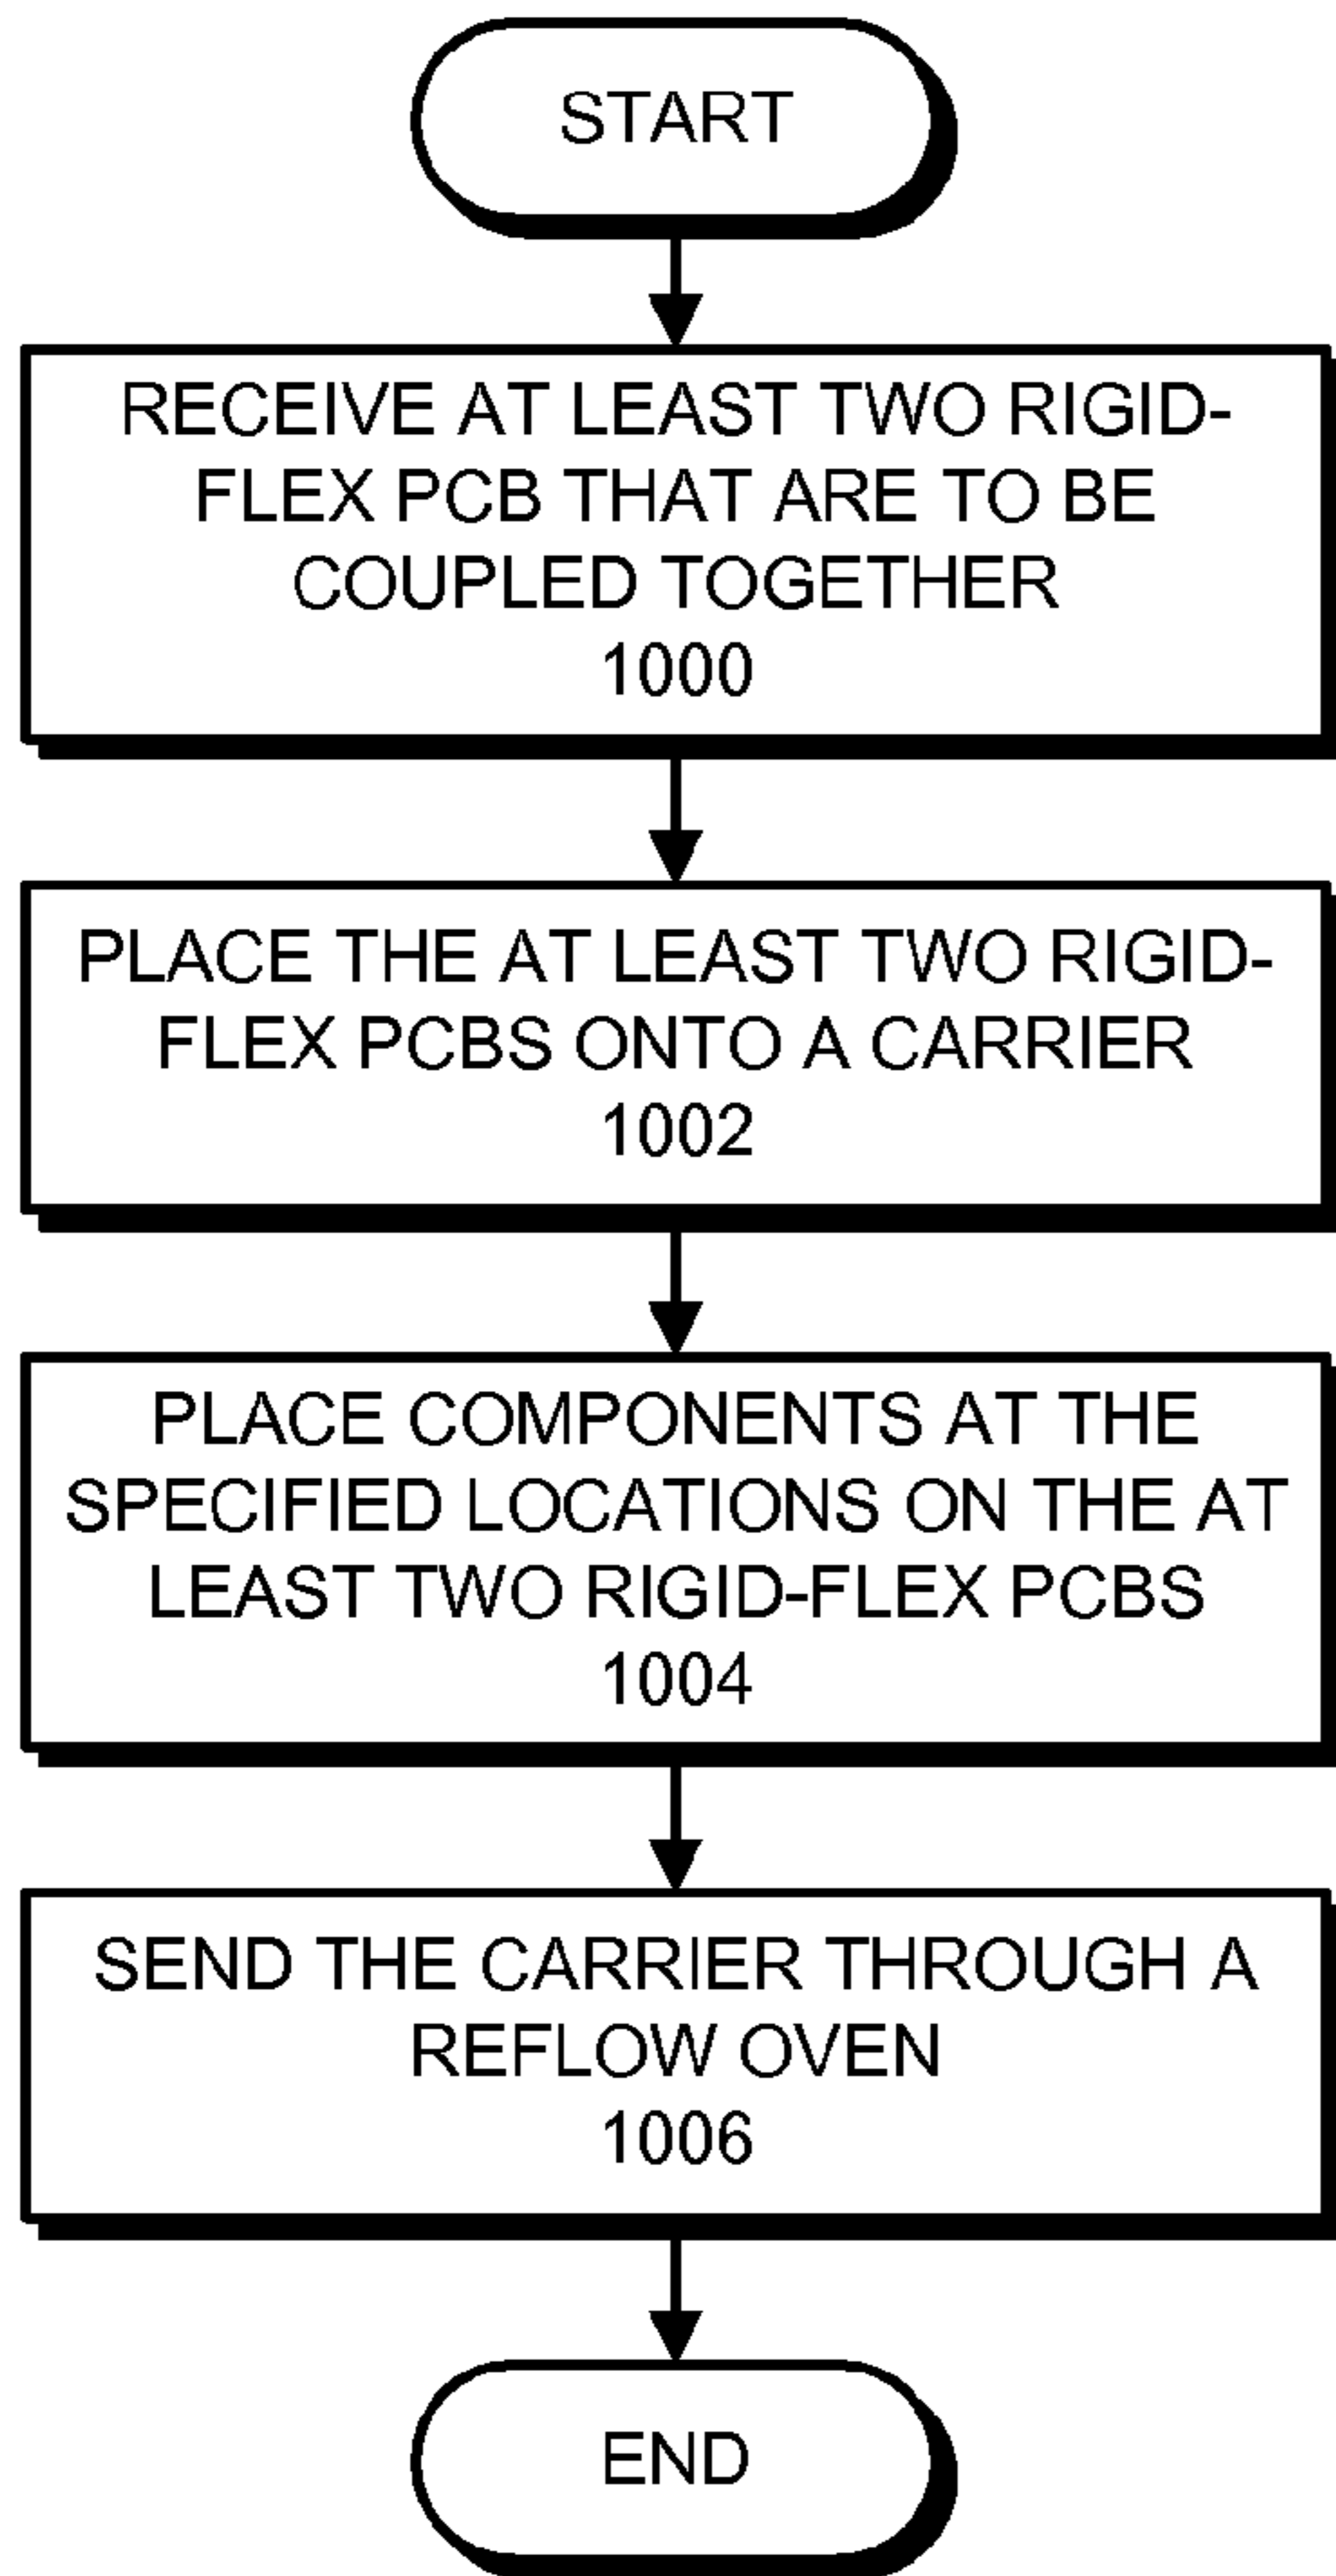 START
RECEIVE AT LEAST TWO RIGID-
FLEX PCB THAT ARE TO BE
COUPLED TOGETHER
1000
PLACE THE AT LEAST TWO RIGID-
FLEX PCBS ONTO A CARRIER
1002
PLACE COMPONENTS AT THE
SPECIFIED LOCATIONS ON THE AT
LEAST TWO RIGID-FLEX PCBS
1004
SEND THE CARRIER THROUGH A
REFLOW OVEN
1006
END